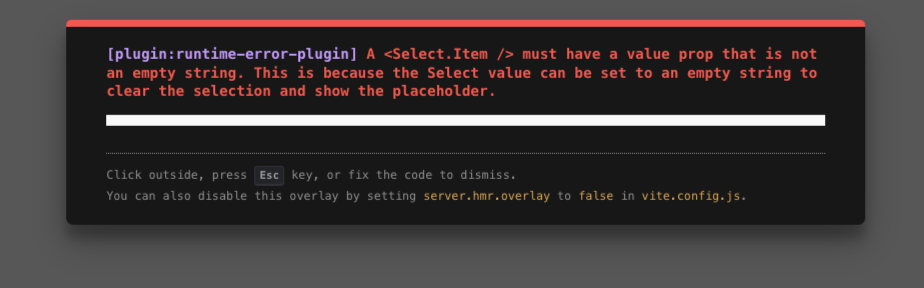 [plugin:runtime-error-plugin] A <Select.Item /> must have a value prop that is not
an empty string. This is because the Select value can be set to an empty string to
clear the selection and show the placeholder.
Click outside, press Esc key, or fix the code to dismiss.
You can also disable this overlay by setting server.hmr.overlay to false in vite.config.js.